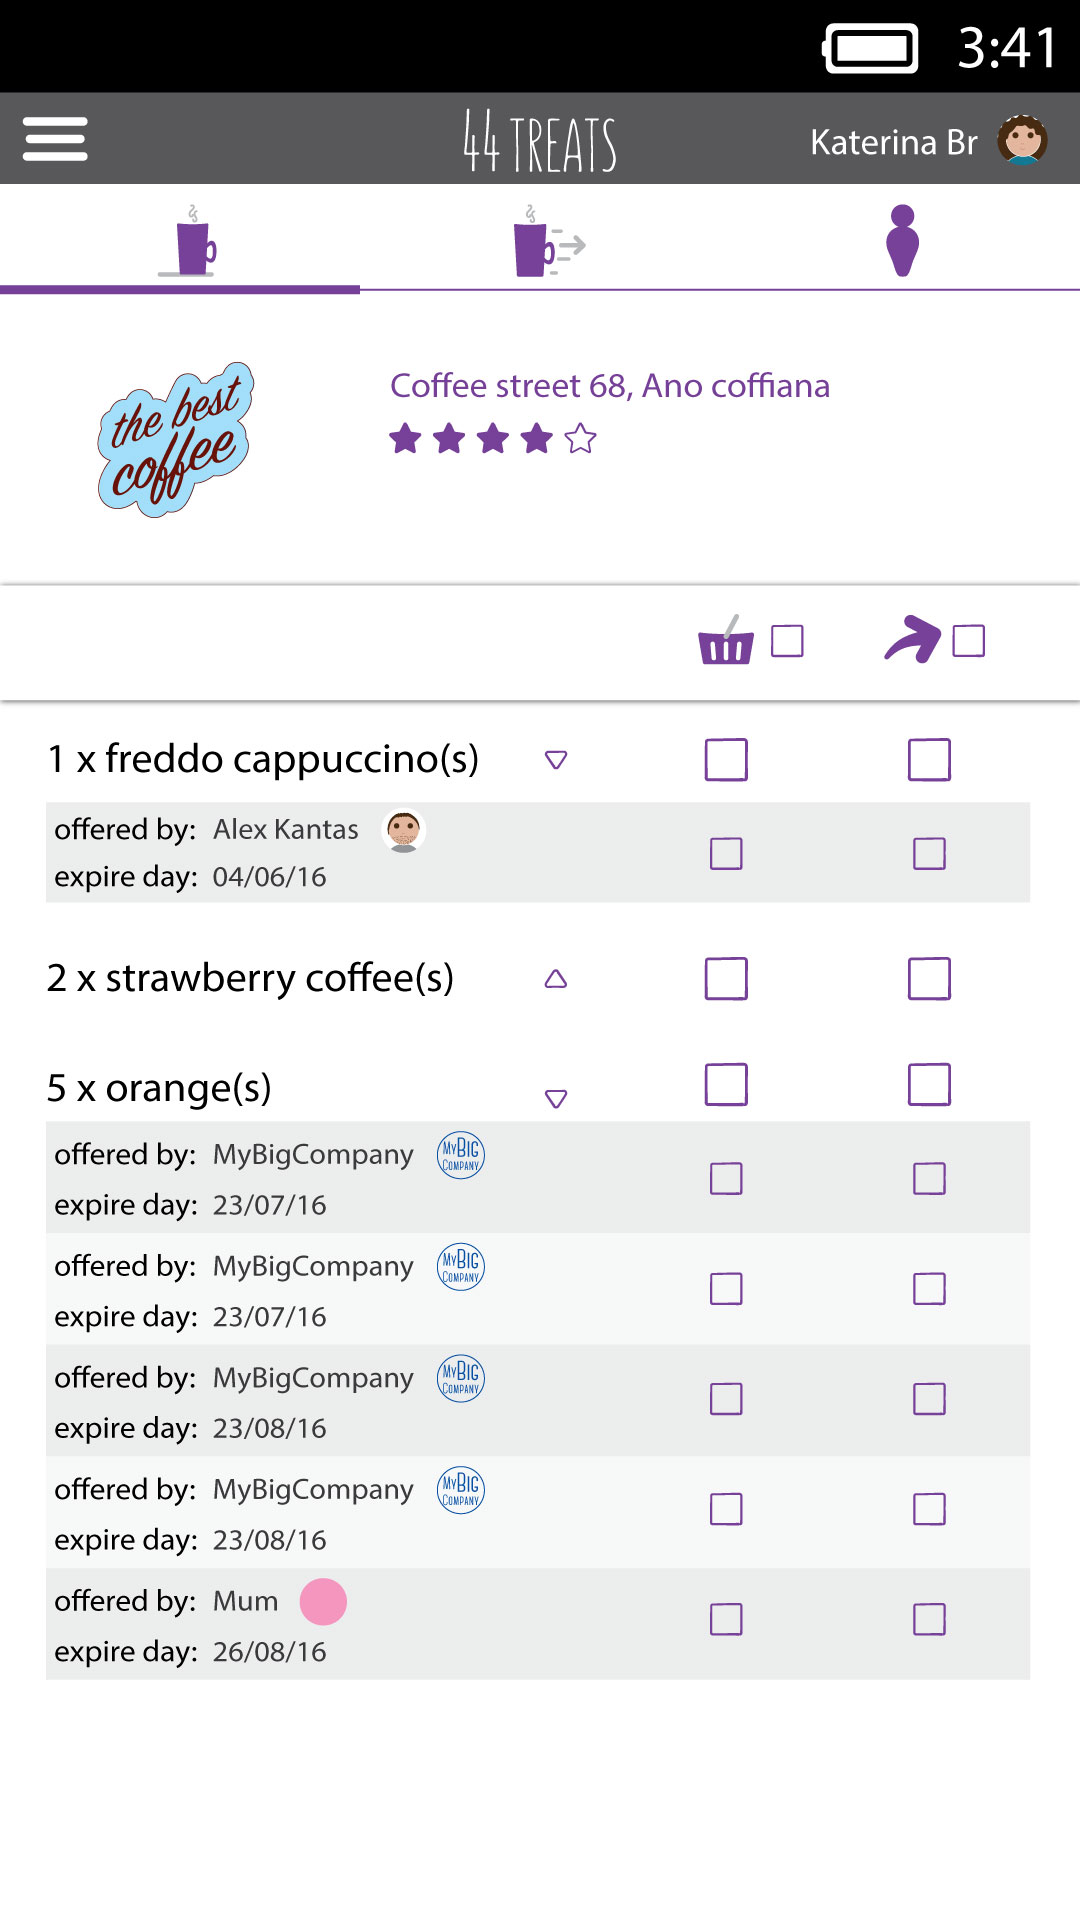 3:41
44 TREATS
Katerina Br
the best
coffee
Coffee street 68, Ano coffiana
1 x freddo cappuccino(s)
offered by: Alex Kantas
expire day: 04/06/16
2 x strawberry coffee(s)
5 x orange(s)
offered by: MyBigCompany
MyBIG
COMPANY
expire day: 23/07/16
offered by: MyBigCompany
MyBIG
COMPANY
expire day: 23/07/16
offered by: MyBigCompany
MyBIG
COMPANY
expire day: 23/08/16
offered by: MyBigCompany
MyBIG
COMPANY
expire day: 23/08/16
offered by: Mum
expire day: 26/08/16